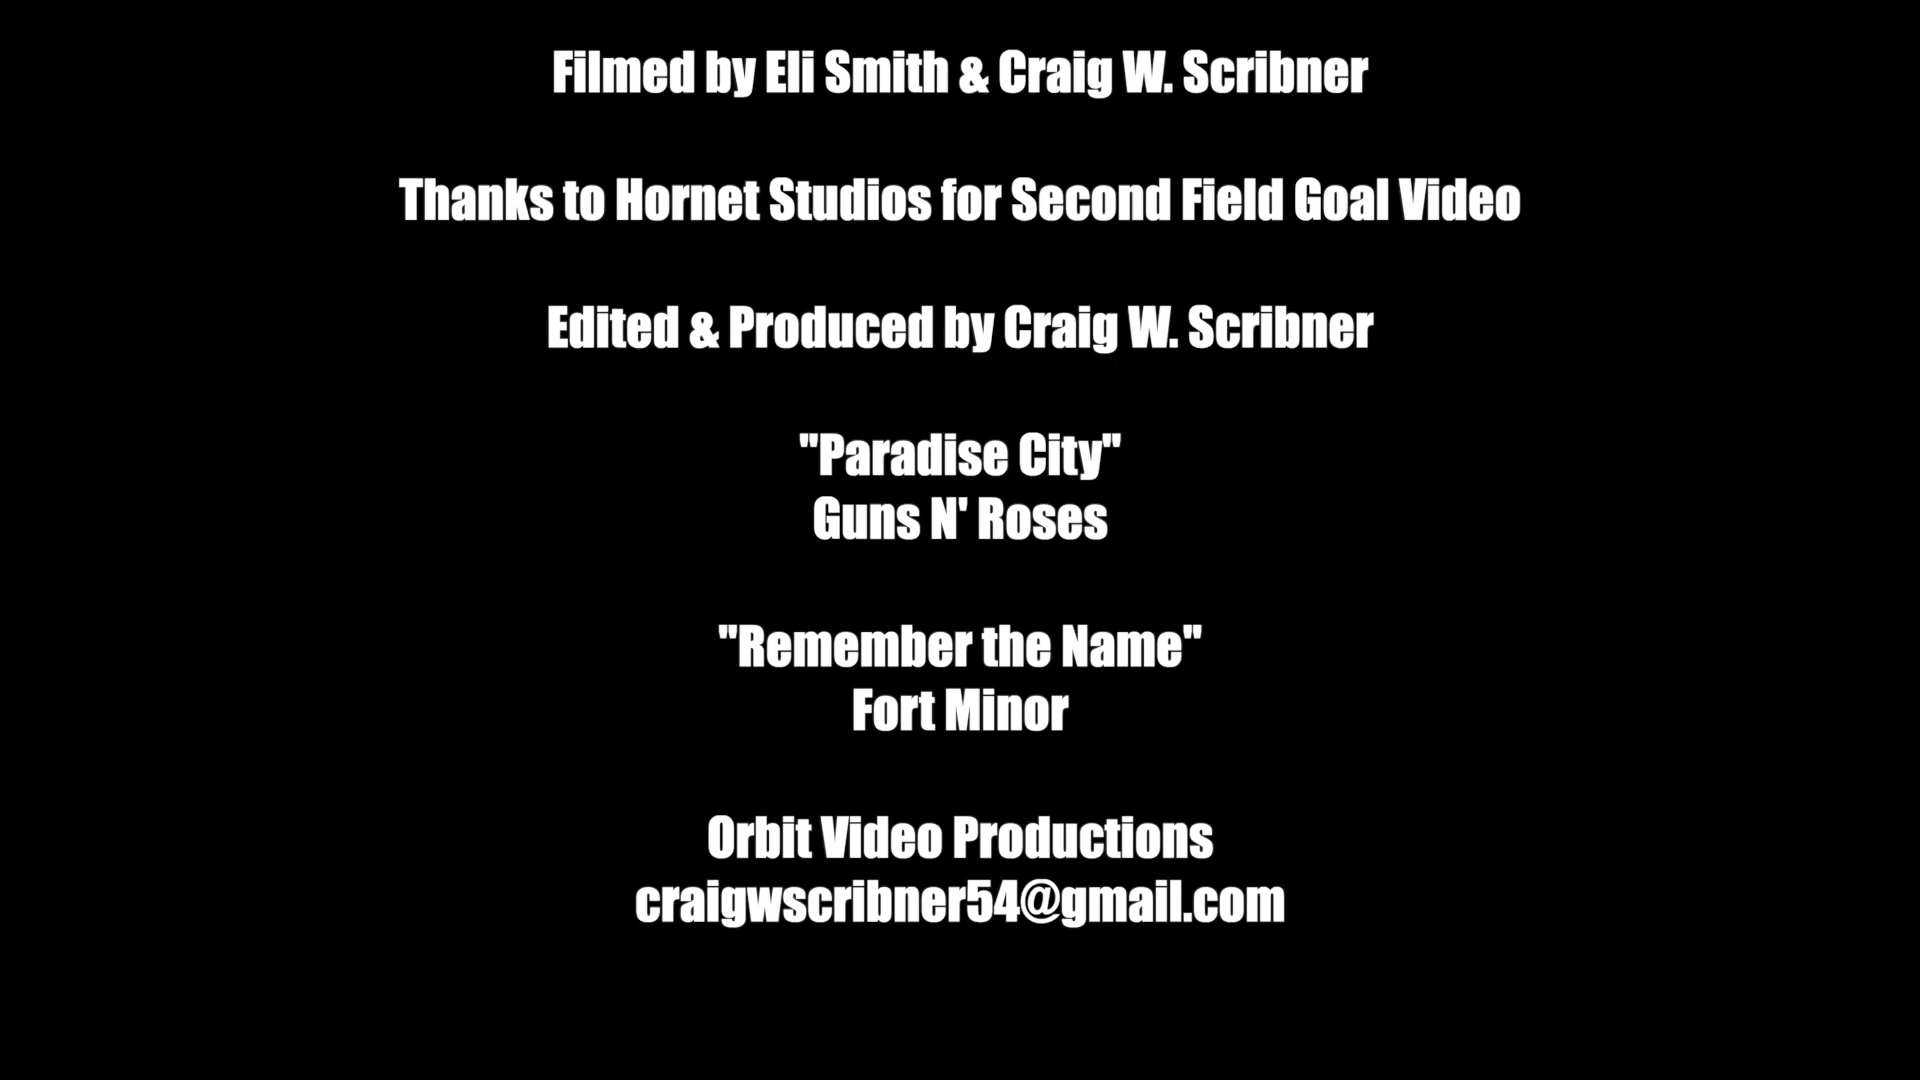 Filmed by Eli Smith & Craig W. Scribner
Thanks to Hornet Studios for Second Field Goal Video
Edited & Produced by Craig W. Scribner
"Paradise City"
Guns N' Roses
"Remember the Name"
Fort Minor
Orbit Video Productions
craigwscribner54@gmail.com